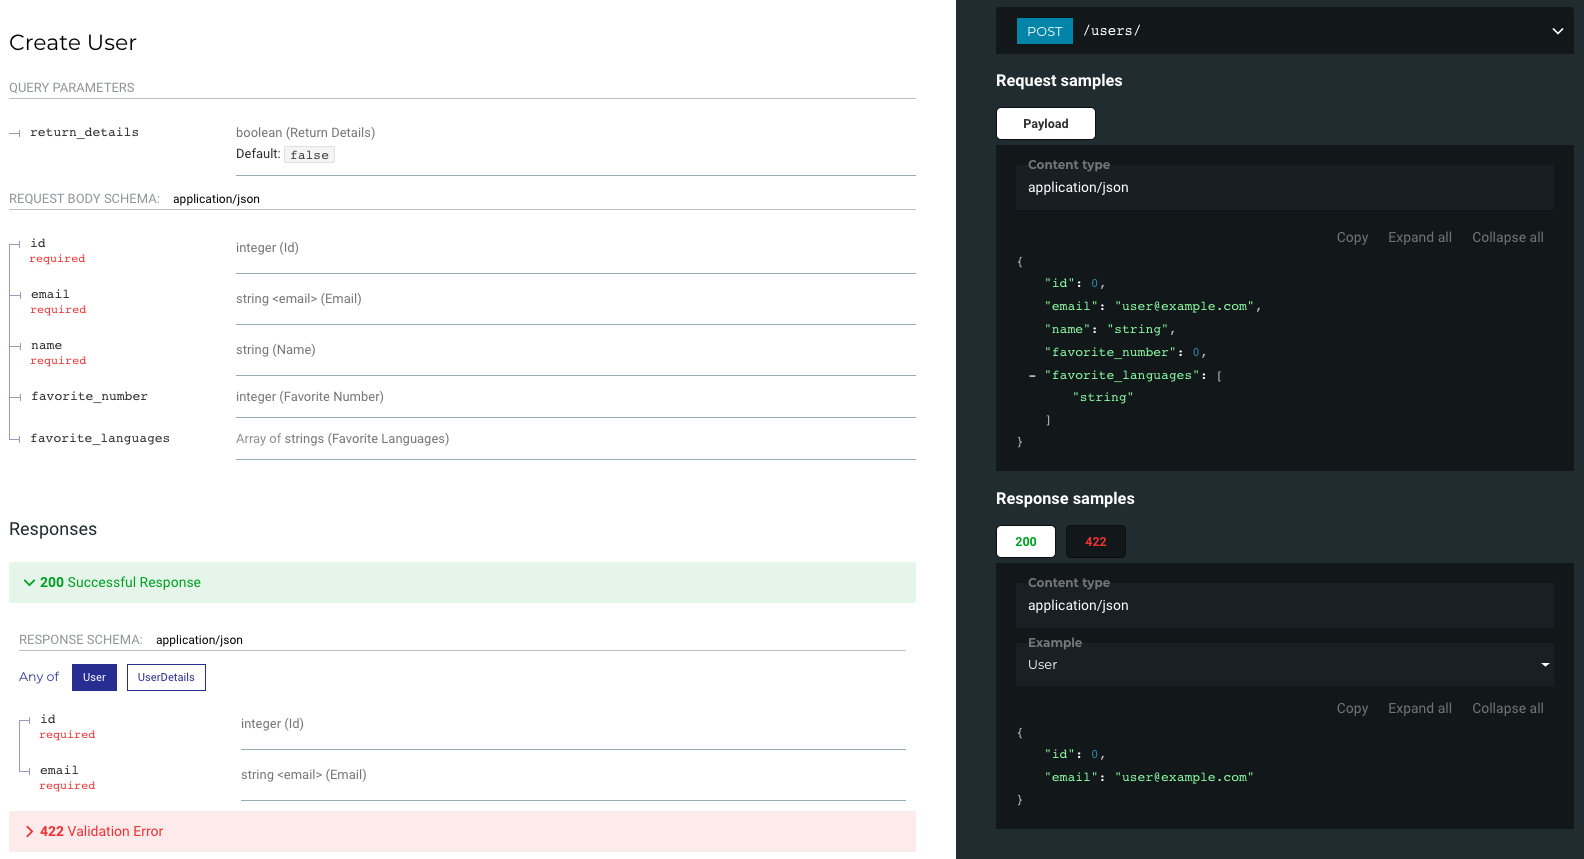 Create User
QUERY PARAMETERS
return_details
boolean (Return Details)
Default: false
REQUEST BODY SCHEMA: application/json
id
required
integer (Id)
email
required
string <email> (Email)
name
required
string (Name)
favorite_number
integer (Favorite Number)
favorite_languages
Array of strings (Favorite Languages)
Responses
200 Successful Response
RESPONSE SCHEMA: application/json
Any of User UserDetails
id
required
integer (Id)
email
required
string <email> (Email)
422 Validation Error
POST /users/
Request samples
Payload
Content type
application/json
Copy Expand all Collapse all
{
"id": 0,
"email": "user@example.com",
"name": "string",
"favorite_number": 0,
- "favorite_languages": [
"string"
]
}
Response samples
200 422
Content type
application/json
Example
User
Copy Expand all Collapse all
{
"id": 0,
"email": "user@example.com"
}